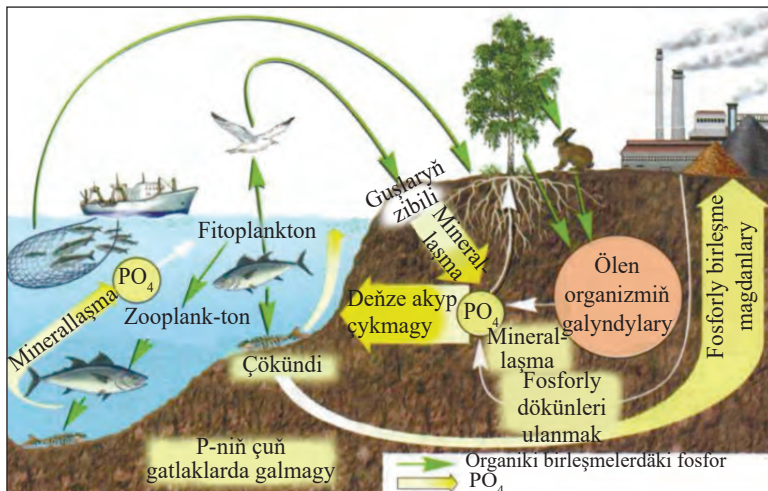 Guşlaryň
zibili
Mineral-
laşma
Fitoplankton
PO4
Zooplank-ton
Minerallaşma
Çökündi
Deňze akyp
çykmagy
PO4
Mineral-
laşma
Ölen
organizmiň
galyndylary
Fosforly birleşme
magdanlary
Fosforly
dökünleri
ulanmak
P-niň çuň
gatlaklarda galmagy
Organiki birleşmelerdäki fosfor
PO4